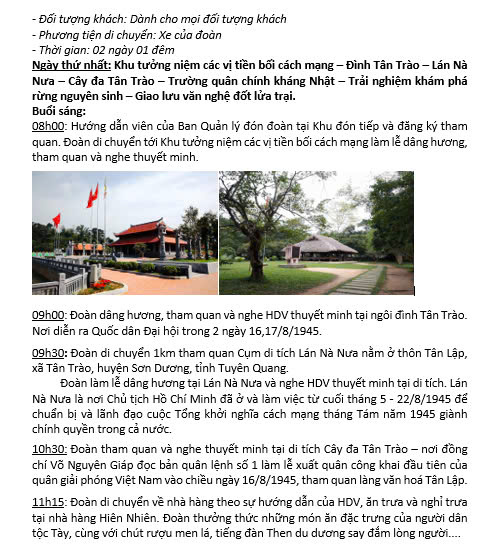 - Đối tượng khách: Dành cho mọi đối tượng khách
- Phương tiện di chuyển: Xe của đoàn
- Thời gian: 02 ngày 01 đêm
Ngày thứ nhất: Khu tưởng niệm các vị tiền bối cách mạng – Đình Tân Trào – Lán Nà
Nưa – Cây đa Tân Trào – Trường quân chính kháng Nhật – Trải nghiệm khám phá
rừng nguyên sinh – Giao lưu văn nghệ đốt lửa trại.
Buổi sáng:
08h00: Hướng dẫn viên của Ban Quản lý đón đoàn tại Khu đón tiếp và đăng ký tham
quan. Đoàn di chuyển tới Khu tưởng niệm các vị tiền bối cách mạng làm lễ dâng hương,
tham quan và nghe thuyết minh.
09h00: Đoàn dâng hương, tham quan và nghe HDV thuyết minh tại ngôi đình Tân Trào.
Nơi diễn ra Quốc dân Đại hội trong 2 ngày 16,17/8/1945.
09h30: Đoàn di chuyển 1km tham quan Cụm di tích Lán Nà Nưa nằm ở thôn Tân Lập,
xã Tân Trào, huyện Sơn Dương, tỉnh Tuyên Quang.
Đoàn làm lễ dâng hương tại Lán Nà Nưa và nghe HDV thuyết minh tại di tích. Lán
Nà Nưa là nơi Chủ tịch Hồ Chí Minh đã ở và làm việc từ cuối tháng 5 - 22/8/1945 để
chuẩn bị và lãnh đạo cuộc Tổng khởi nghĩa cách mạng tháng Tám năm 1945 giành
chính quyền trong cả nước.
10h30: Đoàn tham quan và nghe thuyết minh tại di tích Cây đa Tân Trào – nơi đồng
chí Võ Nguyên Giáp đọc bản quân lệnh số 1 làm lễ xuất quân công khai đầu tiên của
quân giải phóng Việt Nam vào chiều ngày 16/8/1945, tham quan làng văn hoá Tân Lập.
11h15: Đoàn di chuyển về nhà hàng theo sự hướng dẫn của HDV, ăn trưa và nghỉ trưa
tại nhà hàng Hiên Nhiên. Đoàn thưởng thức những món ăn đặc trưng của người dân
tộc Tày, cùng với chút rượu men lá, tiếng đàn Then du dương say đắm lòng người....